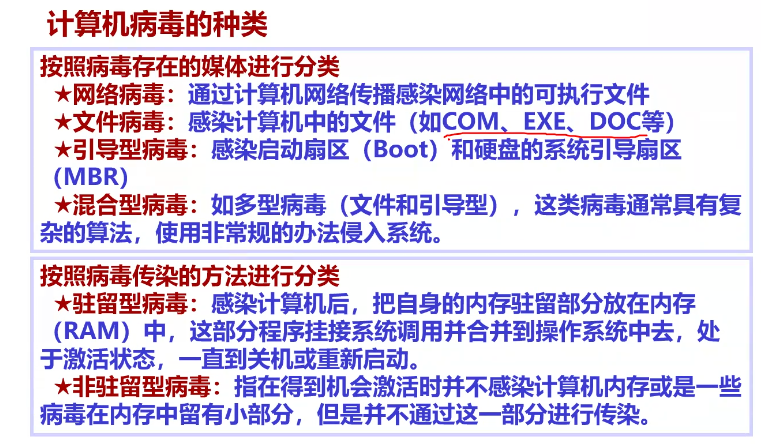 计算机病毒的种类
按照病毒存在的媒体进行分类
★网络病毒：通过计算机网络传播感染网络中的可执行文件
★文件病毒：感染计算机中的文件（如COM、EXE、DOC等）
★引导型病毒：感染启动扇区（Boot）和硬盘的系统引导扇区
（MBR）
★混合型病毒：如多型病毒（文件和引导型），这类病毒通常具有复
杂的算法，使用非常规的办法侵入系统。
按照病毒传染的方法进行分类
★驻留型病毒：感染计算机后，把自身的内存驻留部分放在内存
（RAM）中，这部分程序挂接系统调用并合并到操作系统中去，处
于激活状态，一直到关机或重新启动。
★非驻留型病毒：指在得到机会激活时并不感染计算机内存或是一些
病毒在内存中留有小部分，但是并不通过这一部分进行传染。